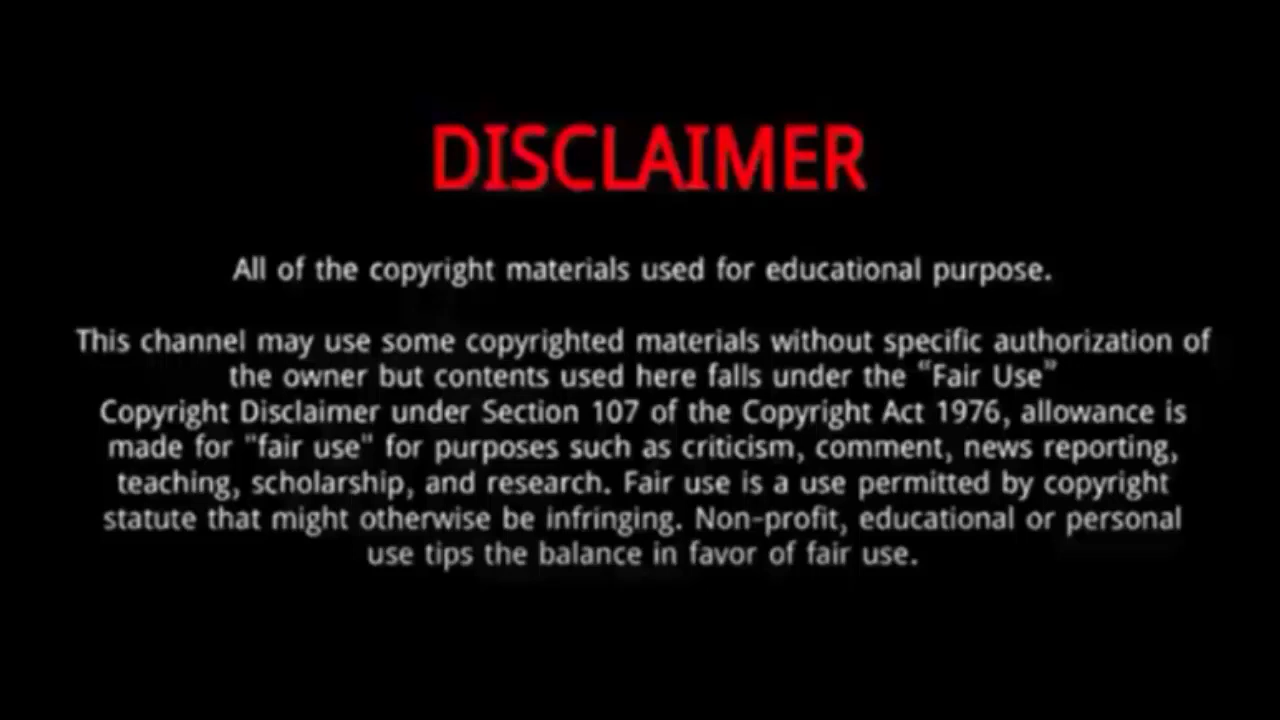 DISCLAIMER
All of the copyright materials used for educational purpose.
This channel may use some copyrighted materials without specific authorization of
the owner but contents used here falls under the “Fair Use”
Copyright Disclaimer under Section 107 of the Copyright Act 1976, allowance is
made for "fair use" for purposes such as criticism, comment, news reporting,
teaching, scholarship, and research. Fair use is a use permitted by copyright
statute that might otherwise be infringing. Non-profit, educational or personal
use tips the balance in favor of fair use.